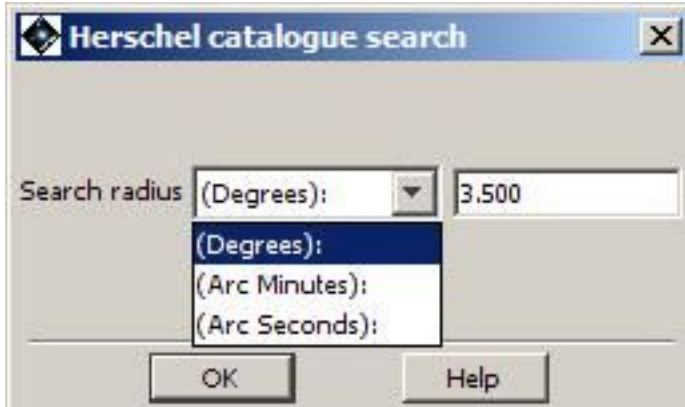 Herschel catalogue search
Search radius (Degrees): 3.500
(Degrees):
(Arc Minutes):
(Arc Seconds):
OK Help